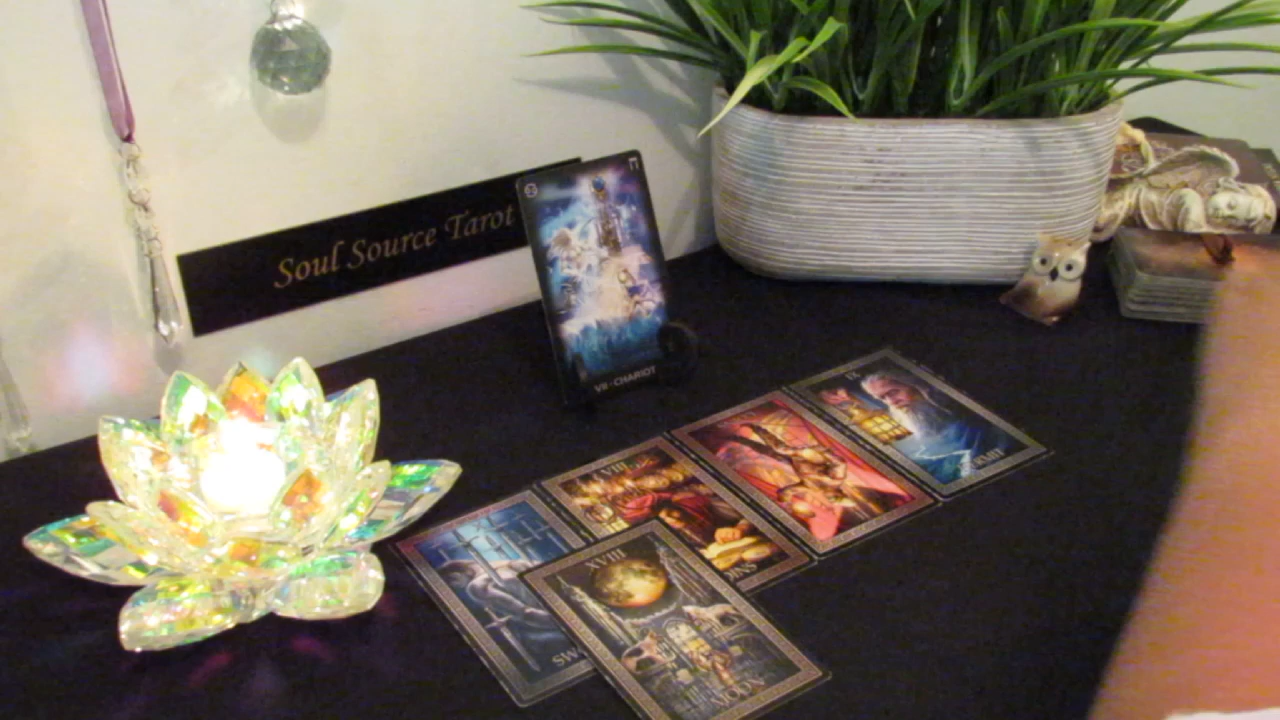 Soul Source Tarot
VII - CHARIOT
IX
HERMIT
VIII
XVIII
MOON